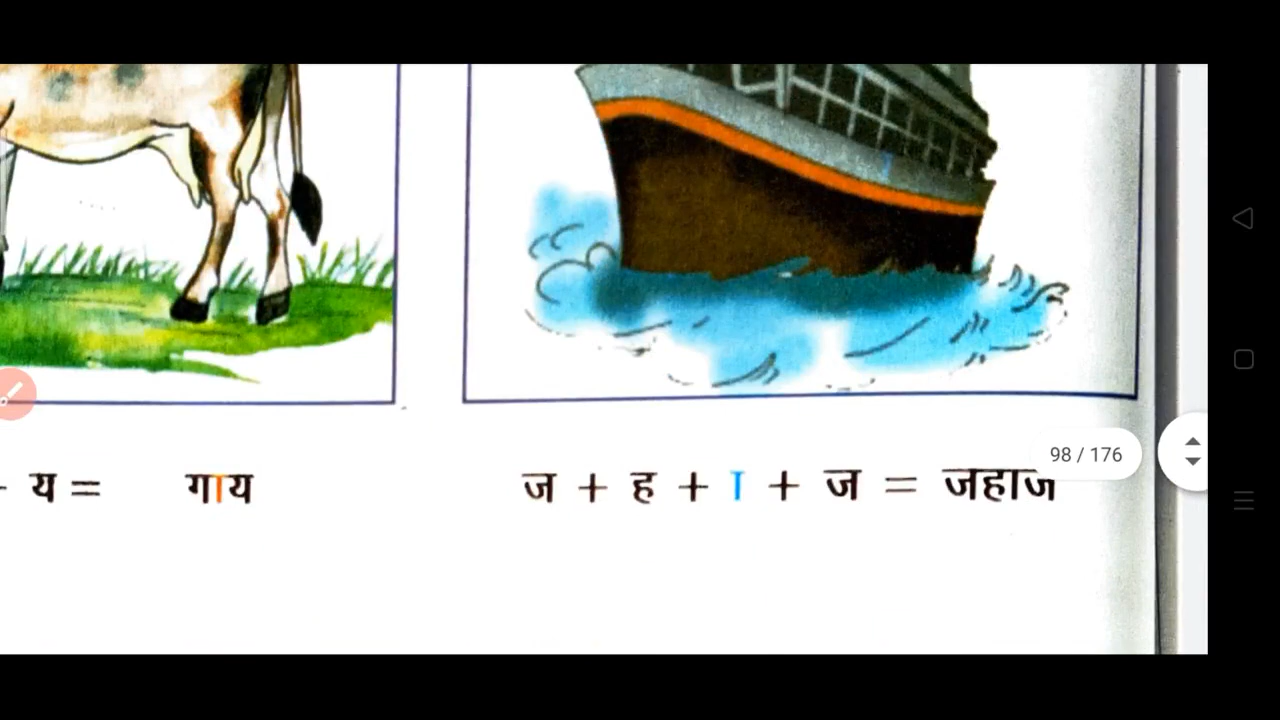 98 / 176
+ य = गाय
ज + ह + ा + ज = जहाज